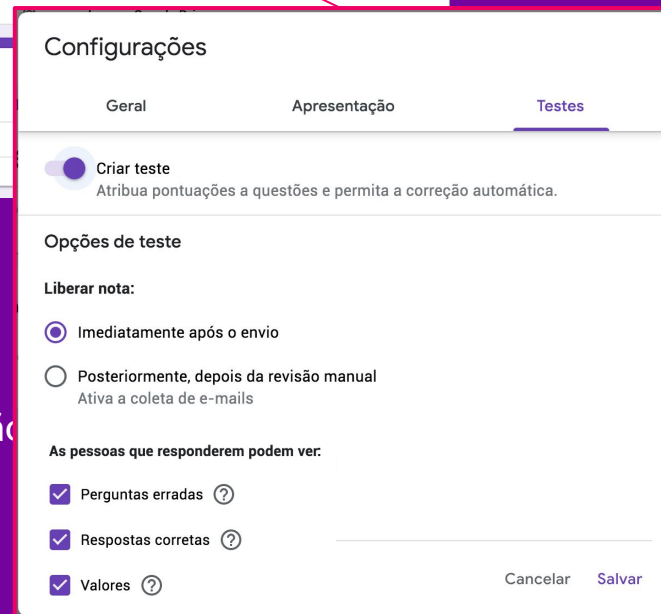 Configurações
Geral Apresentação Testes
Criar teste
Atribua pontuações a questões e permita a correção automática.
Opções de teste
Liberar nota:
Imediatamente após o envio
Posteriormente, depois da revisão manual
Ativa a coleta de e-mails
As pessoas que responderem podem ver:
Perguntas erradas
Respostas corretas
Valores
Cancelar Salvar